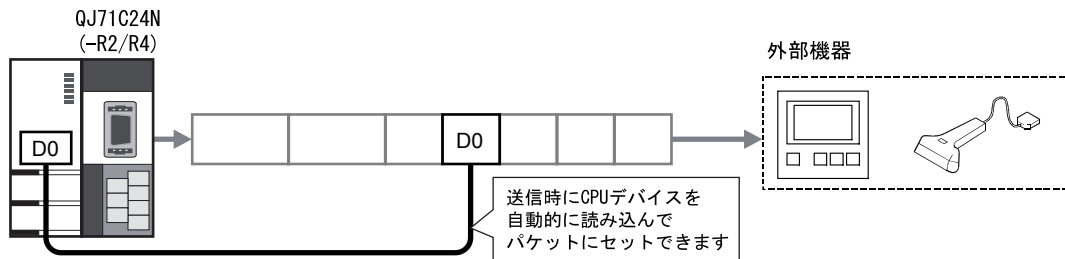 QJ71C24N
(-R2/R4)
外部機器
D0
D0
送信時にCPUデバイスを
自動的に読み込んで
パケットにセットできます